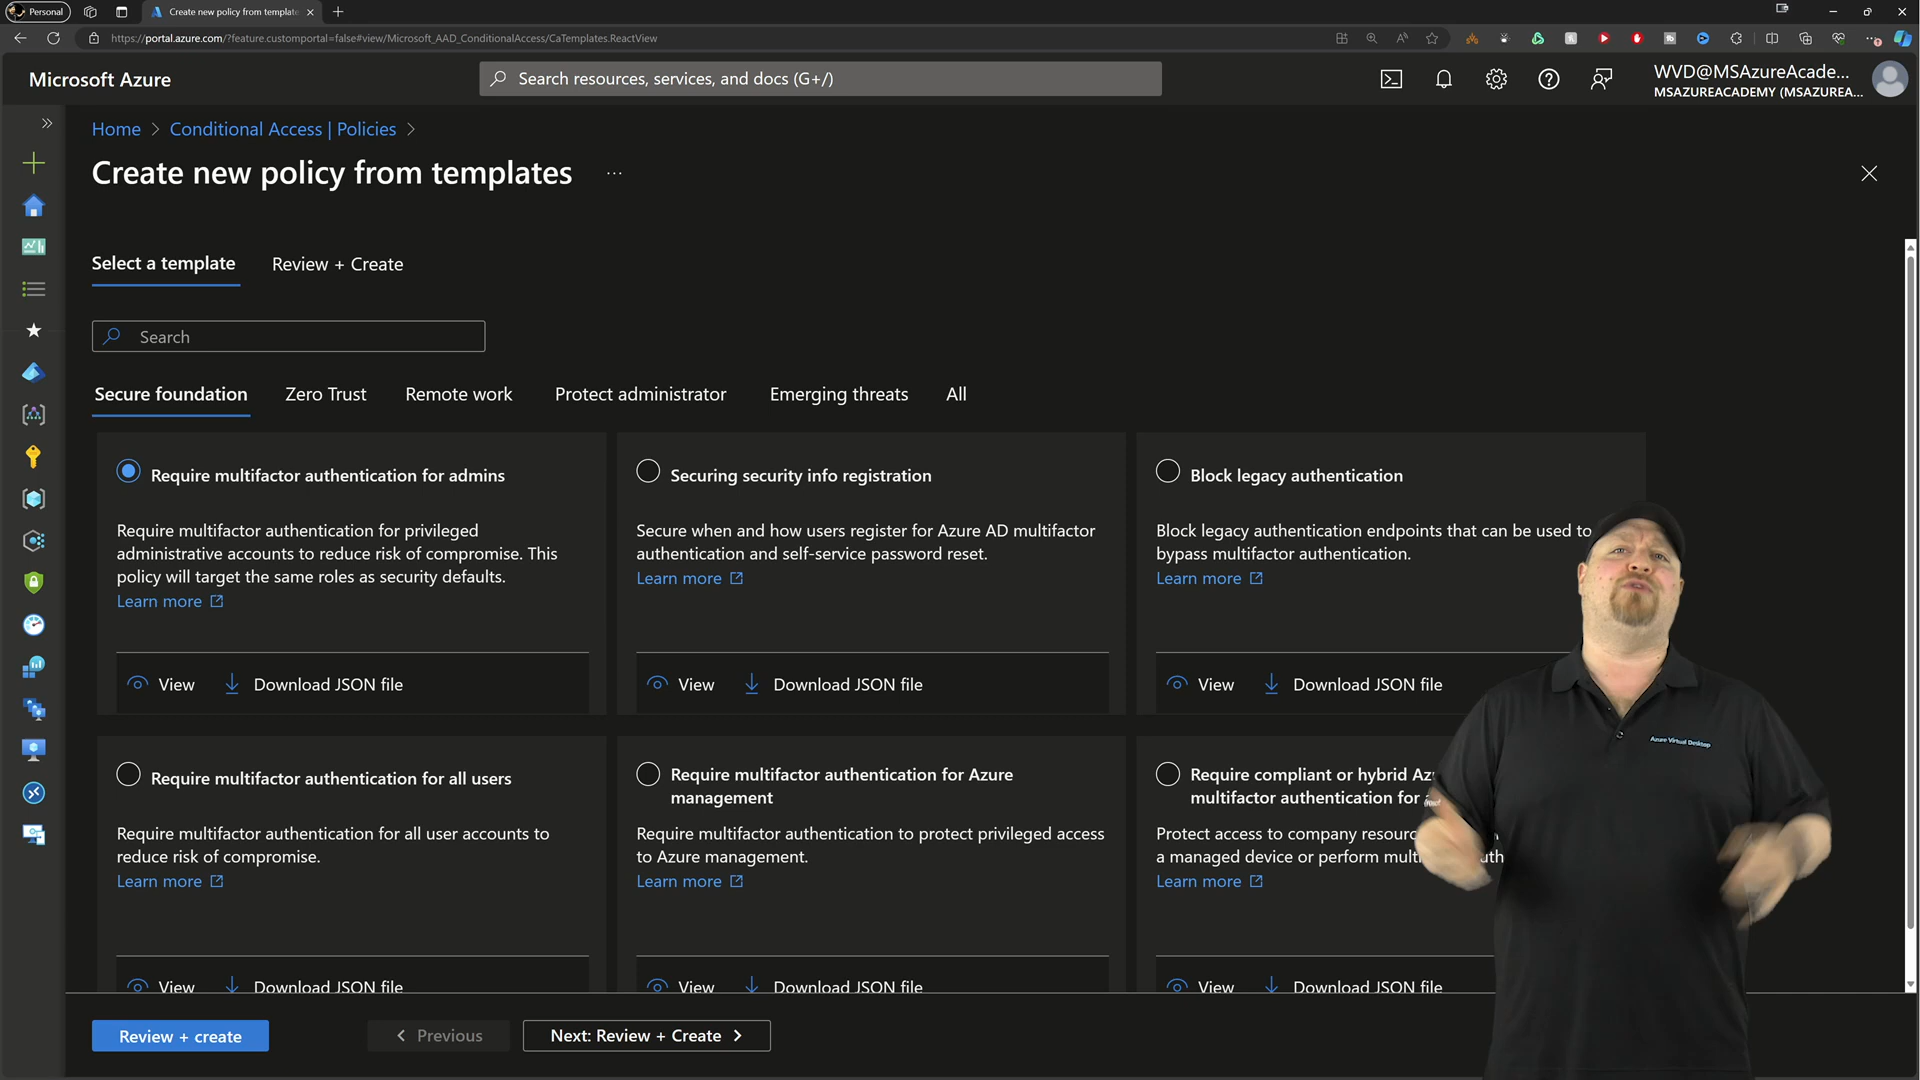 Personal
Create new policy from template
https://portal.azure.com/?feature.customportal=false#view/Microsoft_AAD_ConditionalAccess/CaTemplates.ReactView
Microsoft Azure
Search resources, services, and docs (G+/)
WVD@MSAzureAcade...
MSAZUREACADEMY (MSAZUREA...
Home > Conditional Access | Policies >
Create new policy from templates ...
Select a template
Review + Create
Search
Secure foundation
Zero Trust
Remote work
Protect administrator
Emerging threats
All
Require multifactor authentication for admins
Require multifactor authentication for privileged
administrative accounts to reduce risk of compromise. This
policy will target the same roles as security defaults.
Learn more
View
Download JSON file
Securing security info registration
Secure when and how users register for Azure AD multifactor
authentication and self-service password reset.
Learn more
View
Download JSON file
Block legacy authentication
Block legacy authentication endpoints that can be used to
bypass multifactor authentication.
Learn more
View
Download JSON file
Require multifactor authentication for all users
Require multifactor authentication for all user accounts to
reduce risk of compromise.
Learn more
View
Download JSON file
Require multifactor authentication for Azure
management
Require multifactor authentication to protect privileged access
to Azure management.
Learn more
View
Download JSON file
Require compliant or hybrid
multifactor authentication for
Protect access to company
a managed device or perform
Learn more
View
Download JSON file
Azure Virtual Desktop
Review + create
Previous
Next: Review + Create